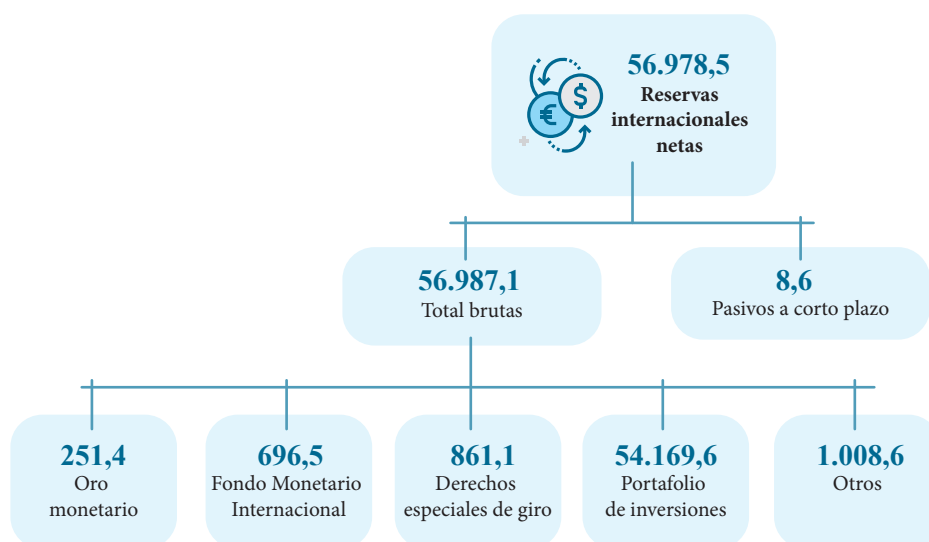 56.978,5
Reservas
internacionales
netas
56.987,1
Total brutas
8,6
Pasivos a corto plazo
251,4
Oro
monetario
696,5
Fondo Monetario
Internacional
861,1
Derechos
especiales de giro
54.169,6
Portafolio
de inversiones
1.008,6
Otros